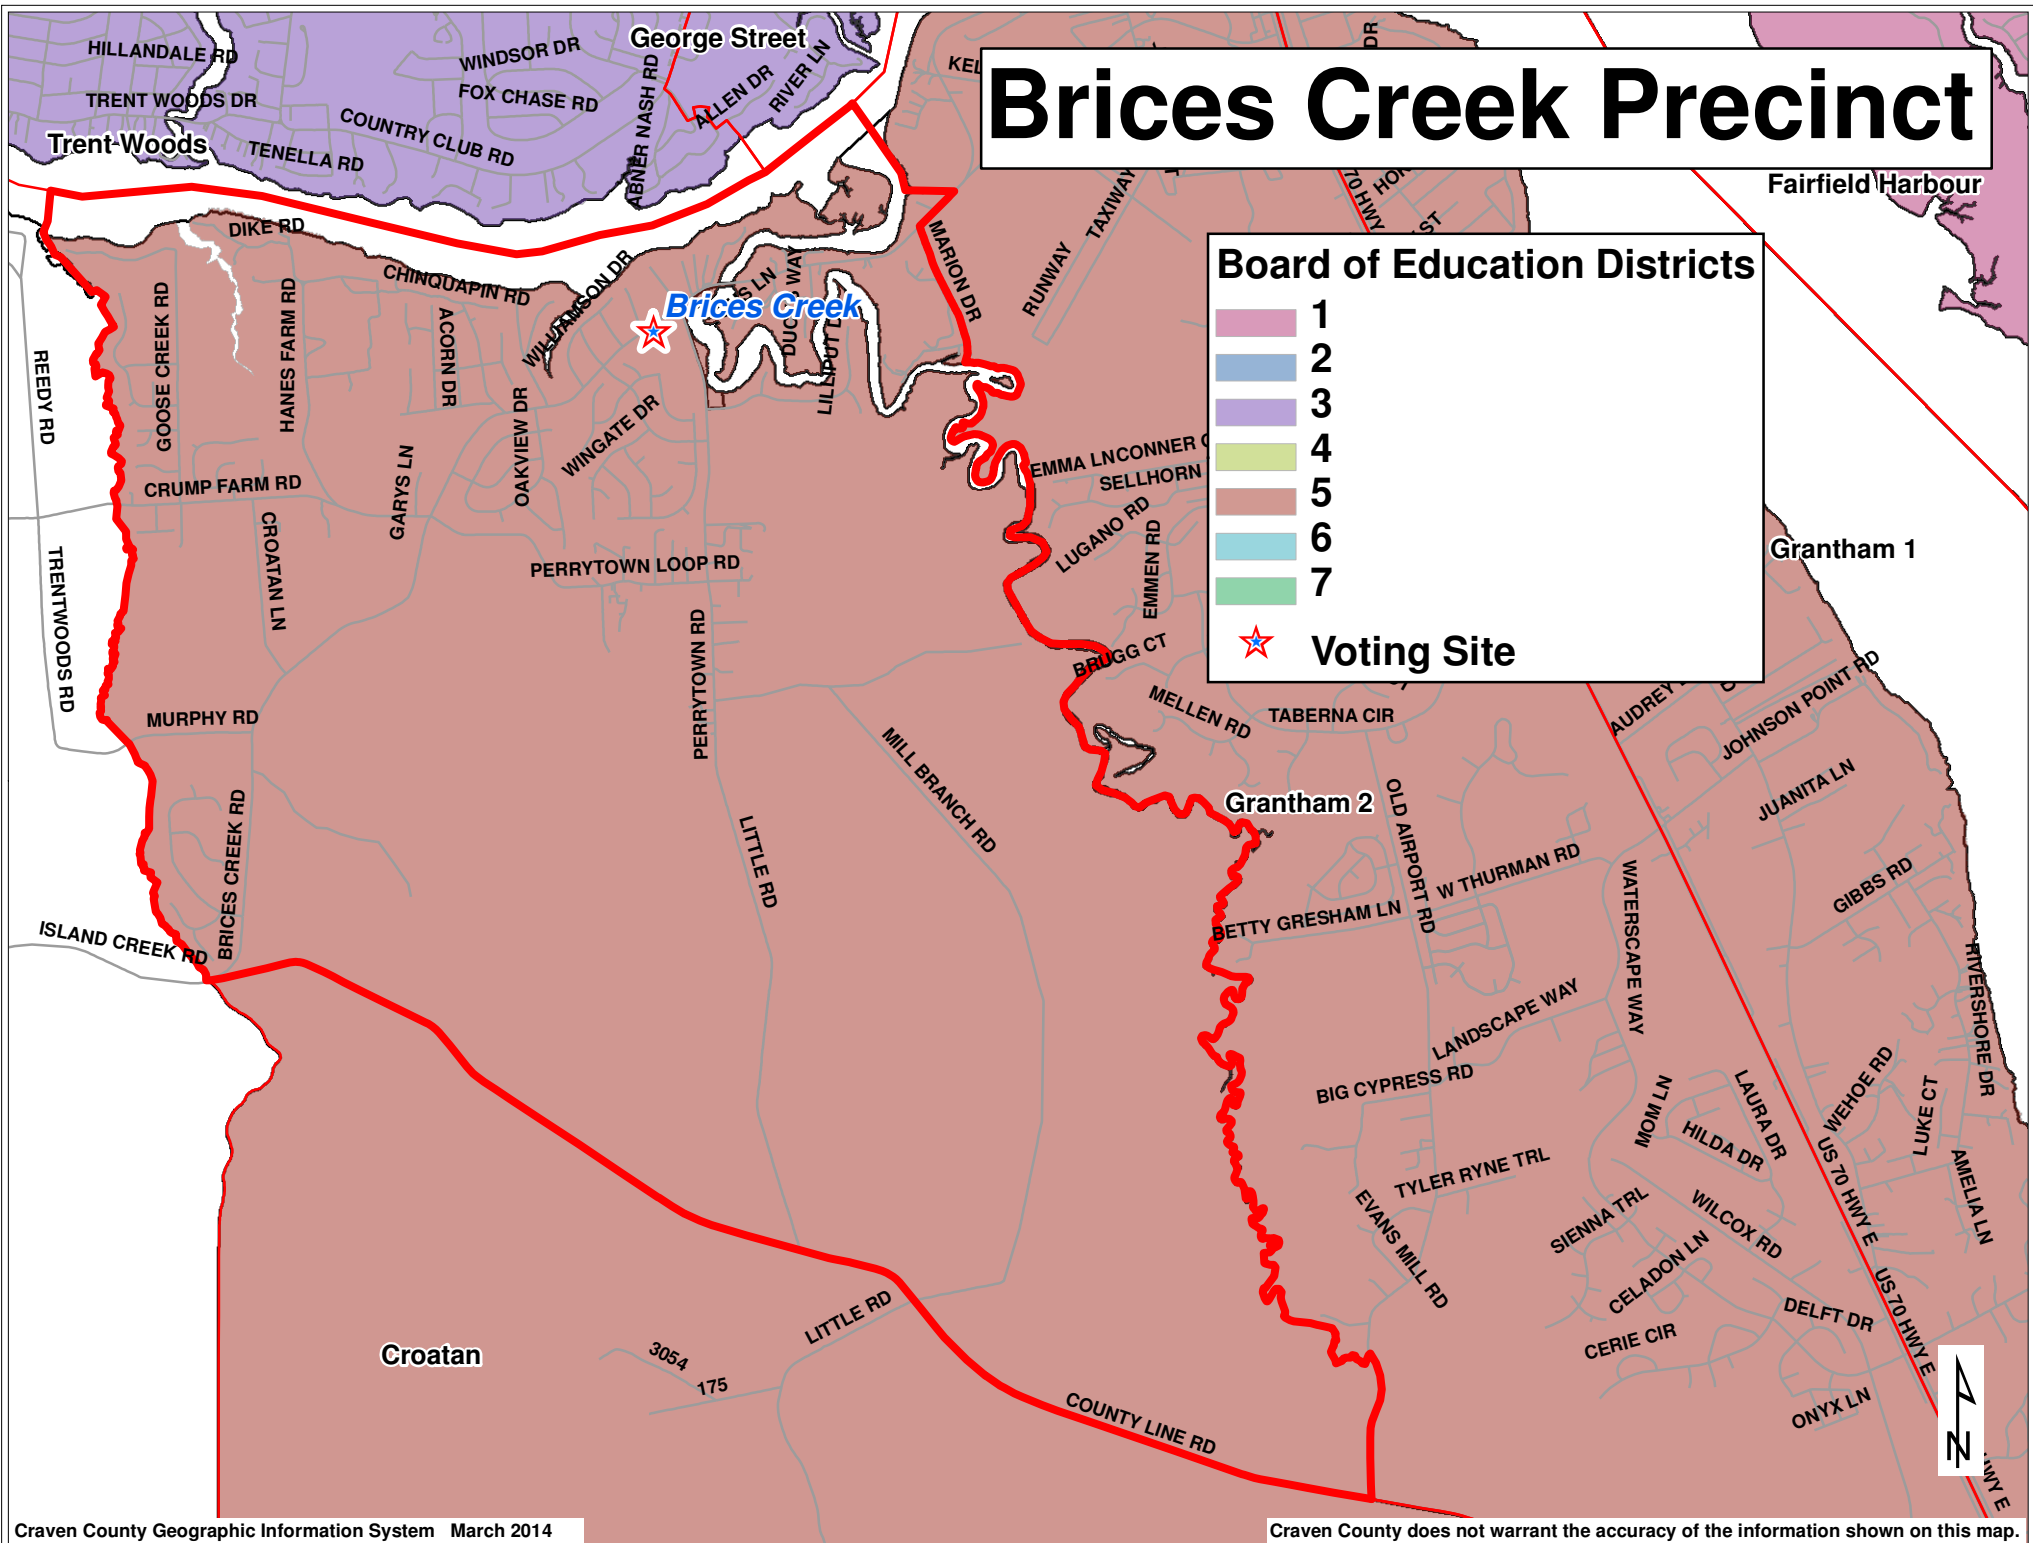 George Street
HILLANDALE RD
WINDSOR DR
RIVER LN
DR
KEL
ALLEN DR
ABNER NASH RD
TRENT WOODS DR
FOX CHASE RD
COUNTRY CLUB RD
Trent Woods
TENELLA RD
Brices Creek Precinct
Fairfield Harbour
70 HWY
TAXIWAY
RUNWAY
DIKE RD
CHINQUAPIN RD
WILLIAMSON DR
MARION DR
Brices Creek
LILLIPUT D
Board of Education Districts
1
2
3
4
5
6
7
Voting Site
REEDY RD
GOOSE CREEK RD
HANES FARM RD
ACORN DR
OAKVIEW DR
WINGATE DR
GARYS LN
CRUMP FARM RD
CROATAN LN
TRENTWOODS RD
EMMA LN
CONNER
SELLHORN
LUGANO RD
EMMEN RD
Grantham 1
PERRYTOWN LOOP RD
PERRYTOWN RD
BRUGG CT
MELLEN RD
TABERNA CIR
AUDREY
JOHNSON POINT RD
JUANITA LN
MURPHY RD
MILL BRANCH RD
Grantham 2
OLD AIRPORT RD
W THURMAN RD
WATERSCAPE WAY
GIBBS RD
BRICES CREEK RD
LITTLE RD
BETTY GRESHAM LN
ISLAND CREEK RD
RIVERSHORE DR
LANDSCAPE WAY
BIG CYPRESS RD
MOM LN
LAURA DR
HILDA DR
WEHOE RD
LUKE CT
AMELIA LN
US 70 HWY E
TYLER RYNE TRL
EVANS MILL RD
SIENNA TRL
WILCOX RD
CELADON LN
DELFT DR
US 70 HWY E
CERIE CIR
ONYX LN
LITTLE RD
Croatan
3054
175
COUNTY LINE RD
N
HWY E
Craven County Geographic Information System March 2014
Craven County does not warrant the accuracy of the information shown on this map.